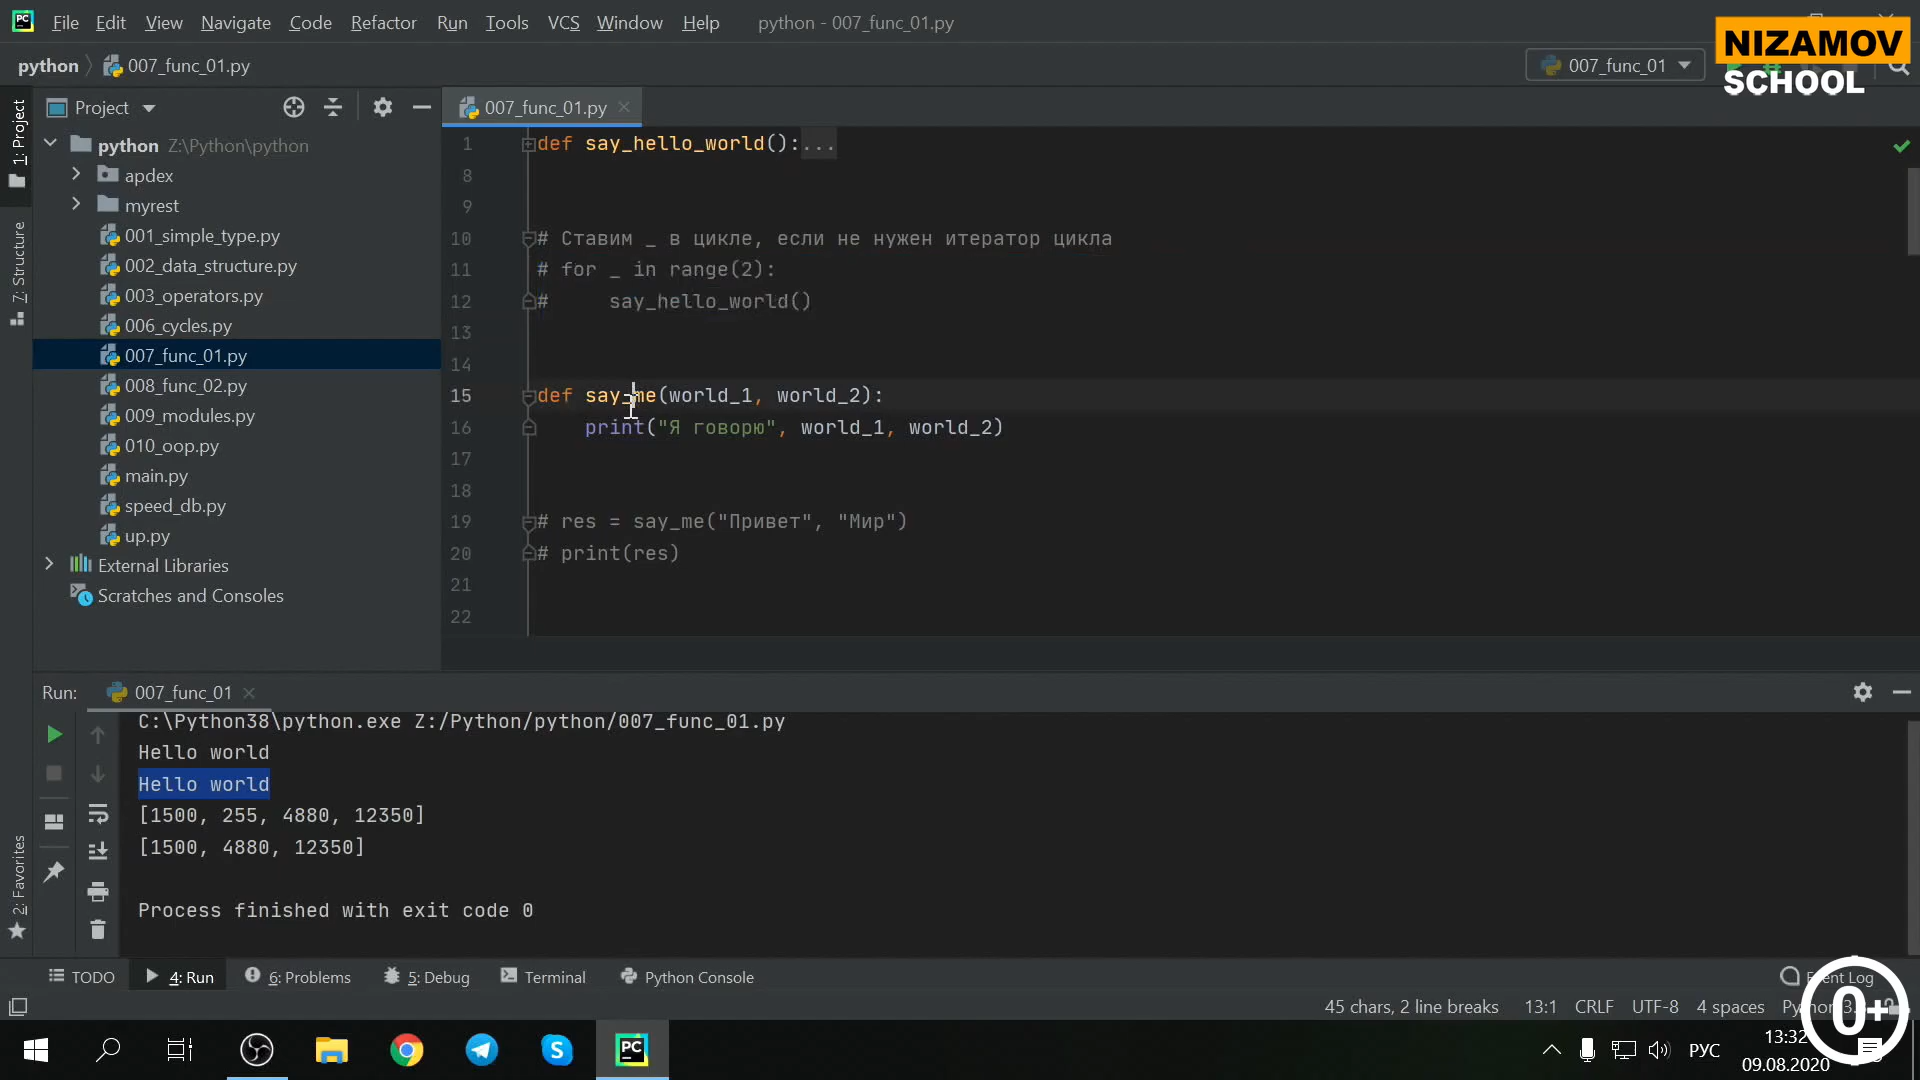 File Edit View Navigate Code Refactor Run Tools VCS Window Help python - 007_func_01.py
NIZAMOV
SCHOOL
python 007_func_01.py
007_func_01
1: Project
7: Structure
2: Favorites
Project
python Z:\Python\python
apdex
myrest
001_simple_type.py
002_data_structure.py
003_operators.py
006_cycles.py
007_func_01.py
008_func_02.py
009_modules.py
010_oop.py
main.py
speed_db.py
up.py
External Libraries
Scratches and Consoles
007_func_01.py
1 def say_hello_world():...
8
9
10 # Ставим _ в цикле, если не нужен итератор цикла
11 # for _ in range(2):
12 #     say_hello_world()
13
14
15 def say_me(world_1, world_2):
16     print("Я говорю", world_1, world_2)
17
18
19 # res = say_me("Привет", "Мир")
20 # print(res)
21
22
Run: 007_func_01
C:\Python38\python.exe Z:/Python/python/007_func_01.py
Hello world
Hello world
[1500, 255, 4880, 12350]
[1500, 4880, 12350]
Process finished with exit code 0
TODO 4: Run 6: Problems 5: Debug Terminal Python Console
45 chars, 2 line breaks 13:1 CRLF UTF-8 4 spaces
0+
PC
РУС
13:32
09.08.2020